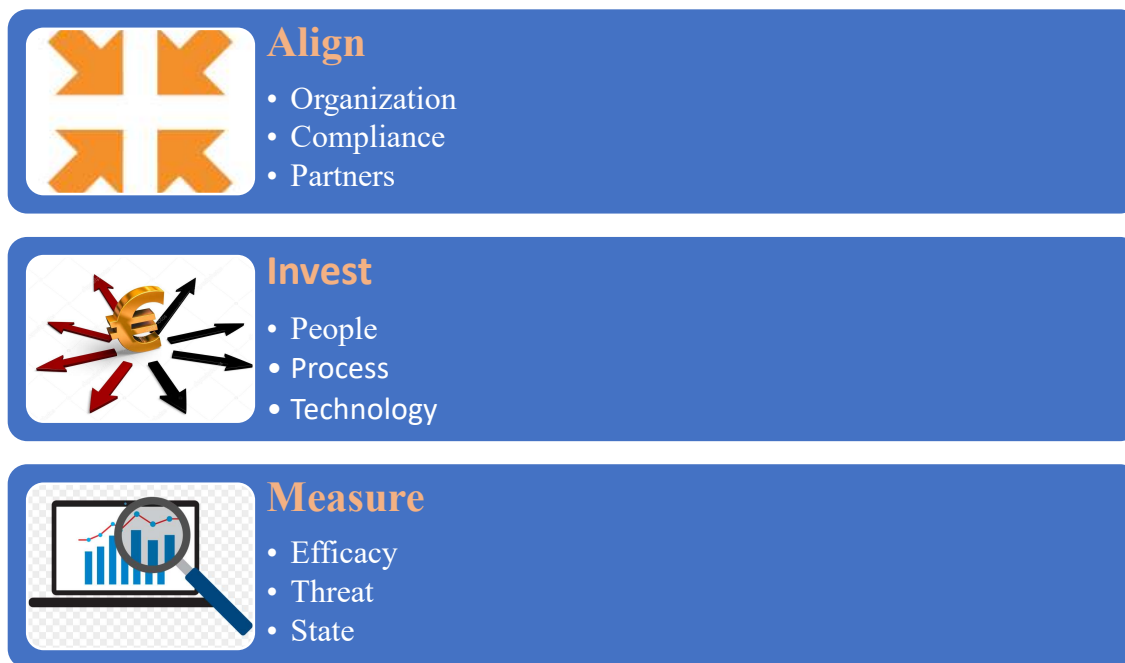 Align
• Organization
• Compliance
• Partners
Invest
• People
• Process
• Technology
Measure
• Efficacy
• Threat
• State